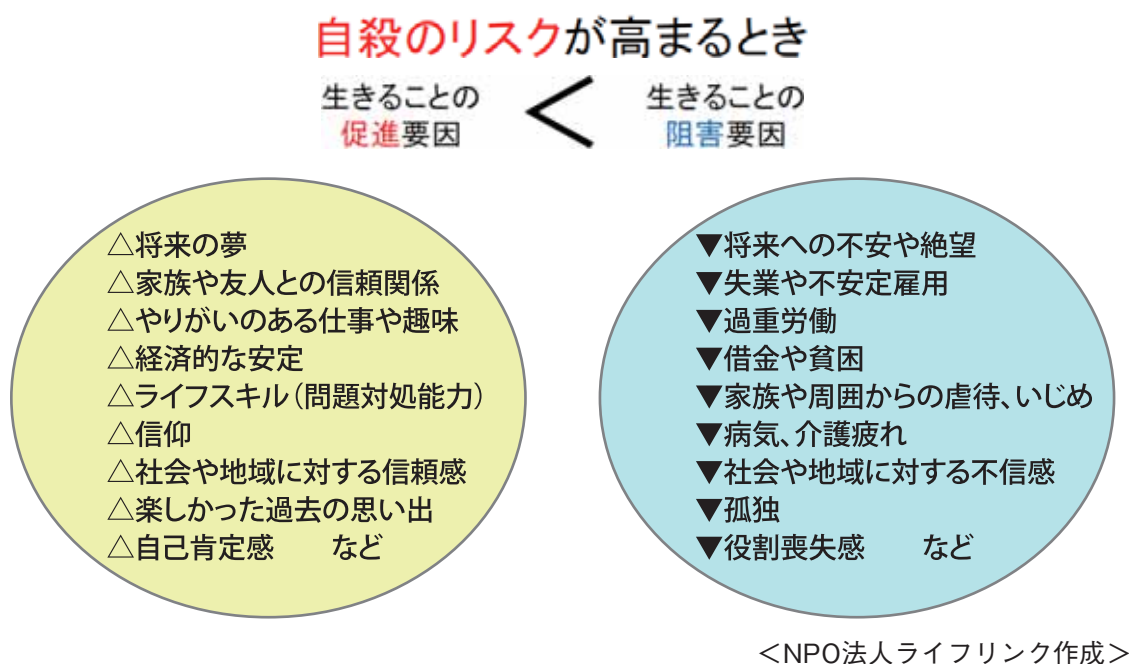 自殺のリスクが高まるとき
生きることの
促進要因
<
生きることの
阻害要因
△将来の夢
△家族や友人との信頼関係
△やりがいのある仕事や趣味
△経済的な安定
△ライフスキル（問題対処能力）
△信仰
△社会や地域に対する信頼感
△楽しかった過去の思い出
△自己肯定感　　など
▼将来への不安や絶望
▼失業や不安定雇用
▼過重労働
▼借金や貧困
▼家族や周囲からの虐待、いじめ
▼病気、介護疲れ
▼社会や地域に対する不信感
▼孤独
▼役割喪失感　　など
＜NPO法人ライフリンク作成＞